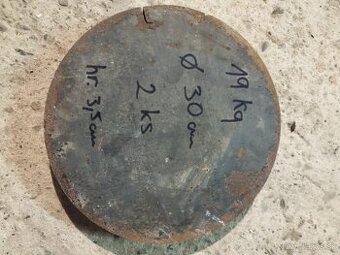 19 kg
Ø 30 cm
2 ks
hr. 3,5 cm